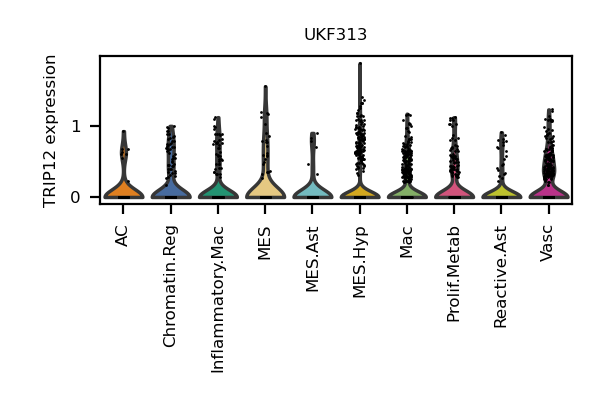 UKF313
TRIP12 expression
1
0
AC
Chromatin.Reg
Inflammatory.Mac
MES
MES.Ast
MES.Hyp
Mac
Prolif.Metab
Reactive.Ast
Vasc